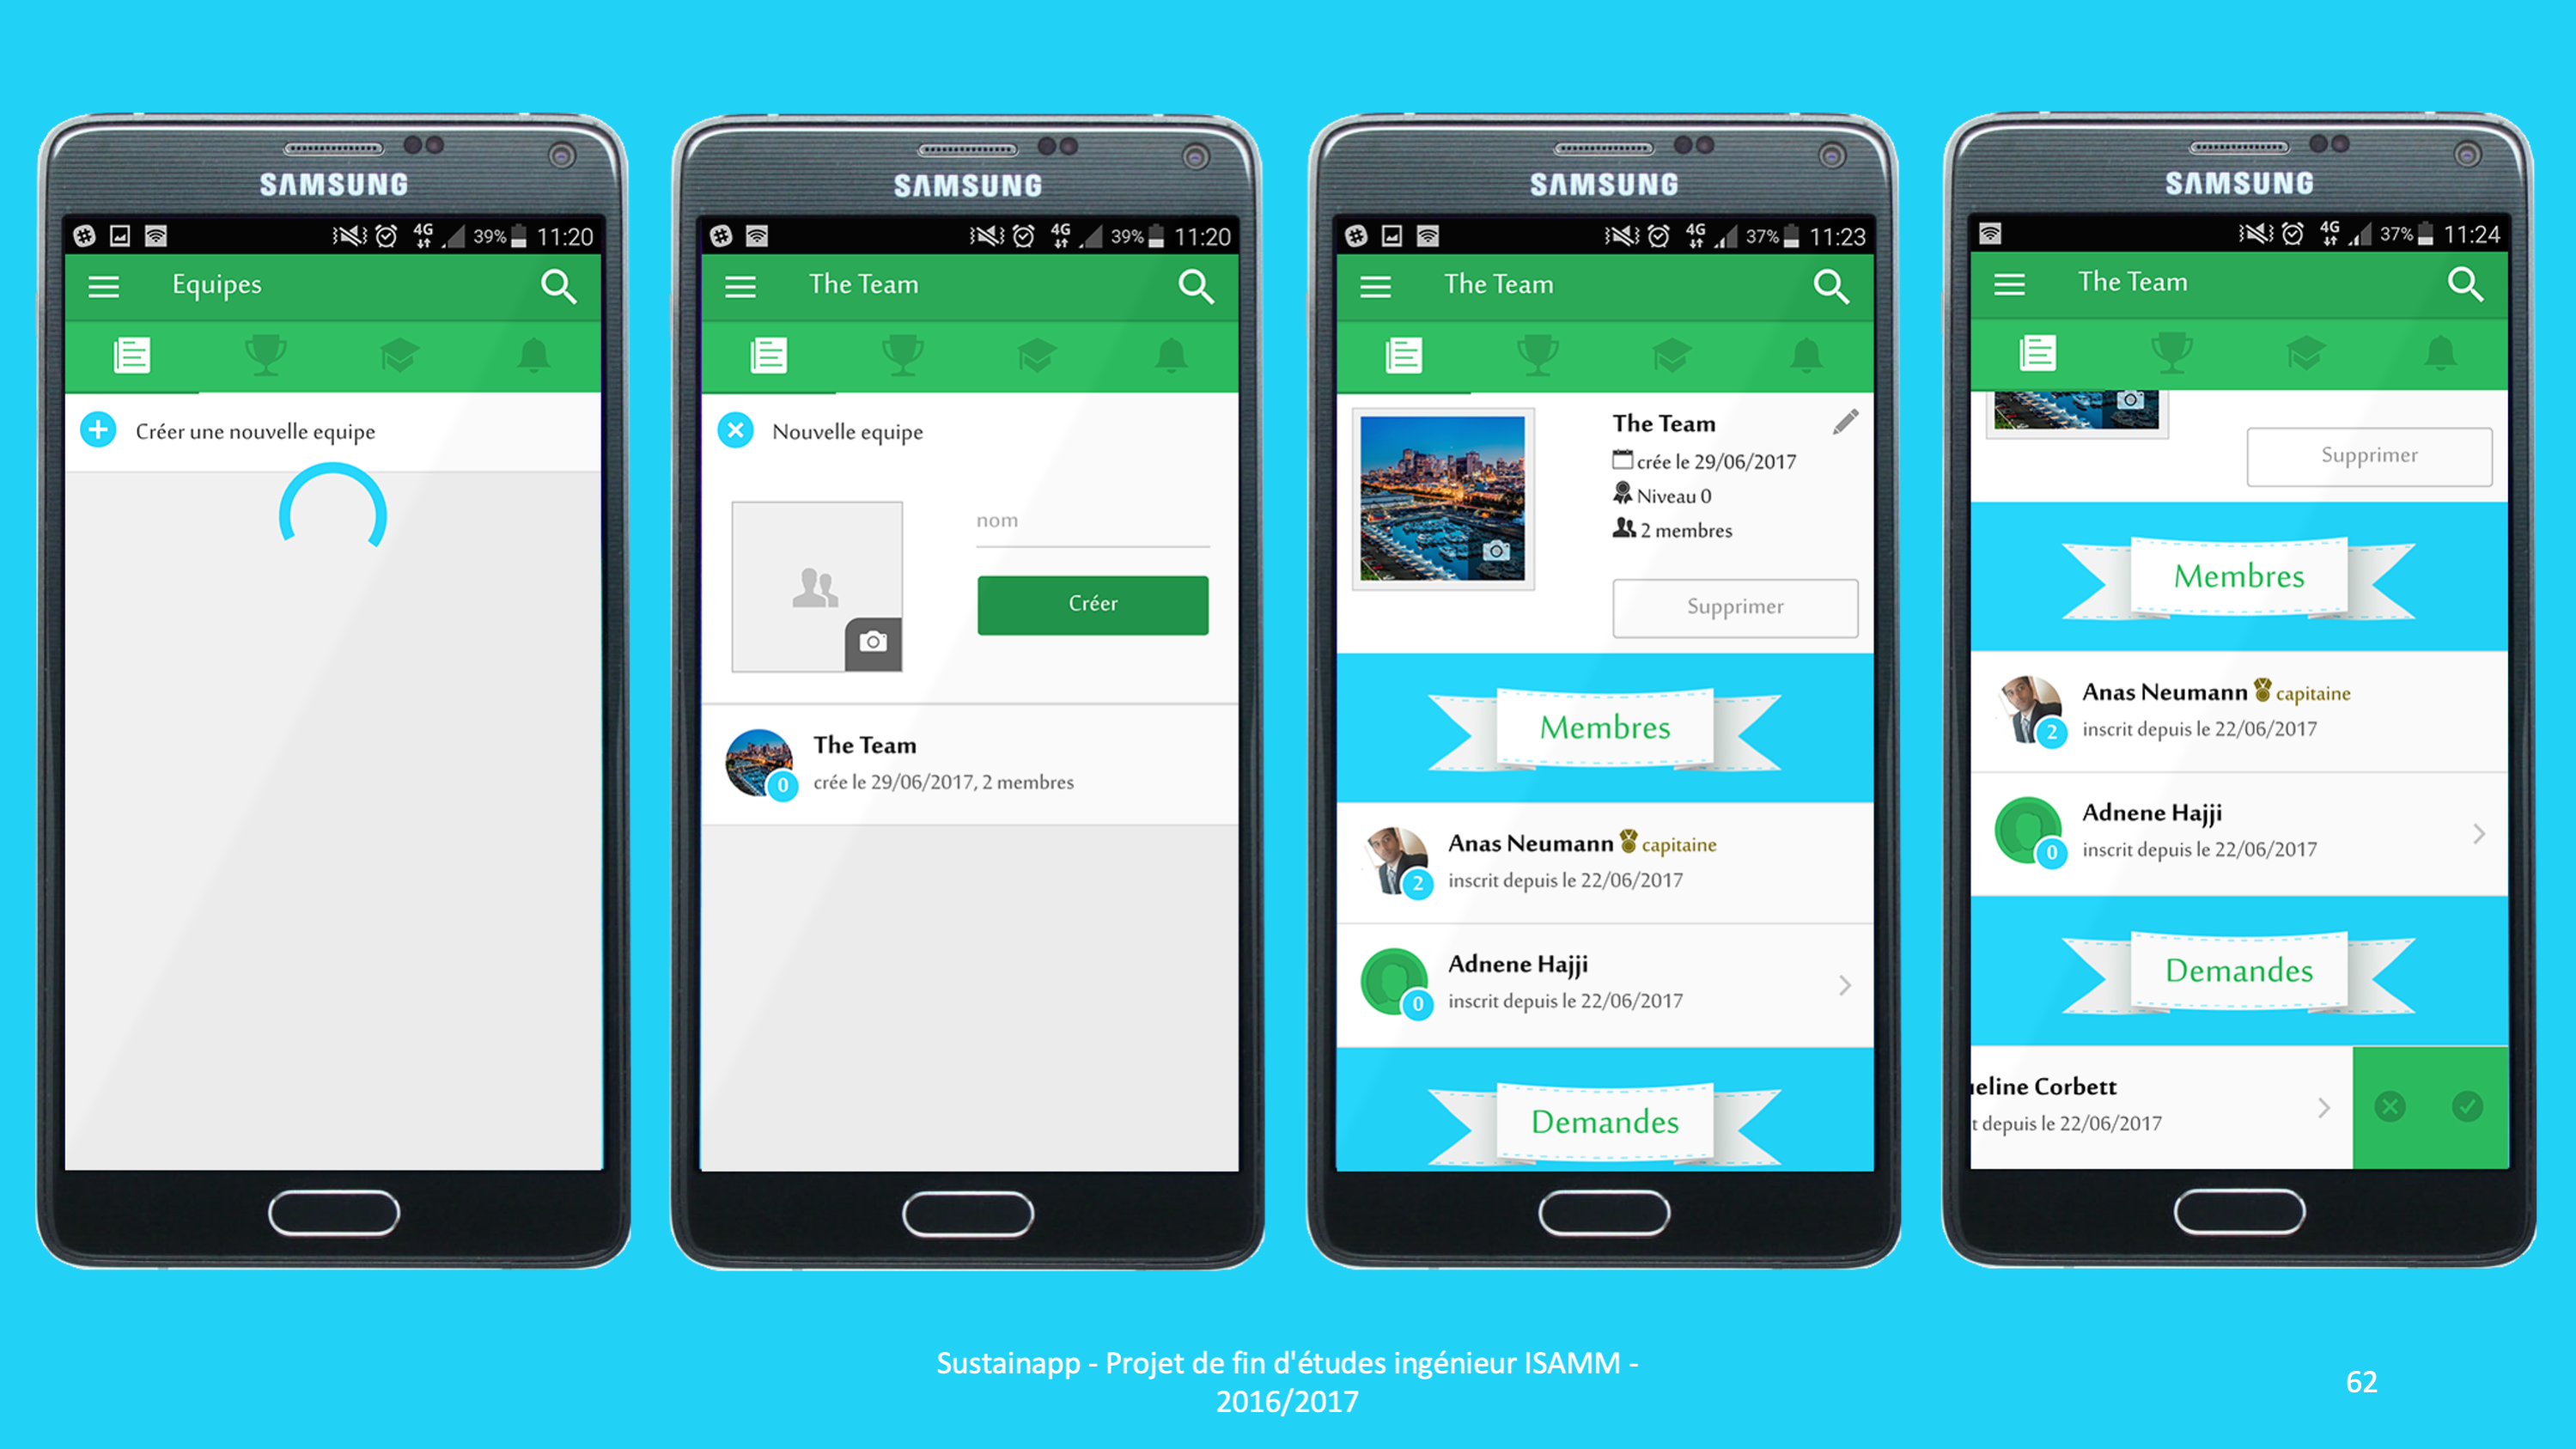 SAMSUNG
4G 39% 11:20
Equipes
Créer une nouvelle equipe
SAMSUNG
4G 39% 11:20
The Team
Nouvelle equipe
nom
Créer
The Team
0
crée le 29/06/2017, 2 membres
SAMSUNG
4G 37% 11:23
The Team
The Team
crée le 29/06/2017
Niveau 0
2 membres
Supprimer
Membres
Anas Neumann capitaine
2
inscrit depuis le 22/06/2017
Adnene Hajji
0
inscrit depuis le 22/06/2017
Demandes
SAMSUNG
4G 37% 11:24
The Team
Supprimer
Membres
Anas Neumann capitaine
2
inscrit depuis le 22/06/2017
Adnene Hajji
0
inscrit depuis le 22/06/2017
Demandes
eline Corbett
t depuis le 22/06/2017
Sustainapp - Projet de fin d'études ingénieur ISAMM -
2016/2017
62